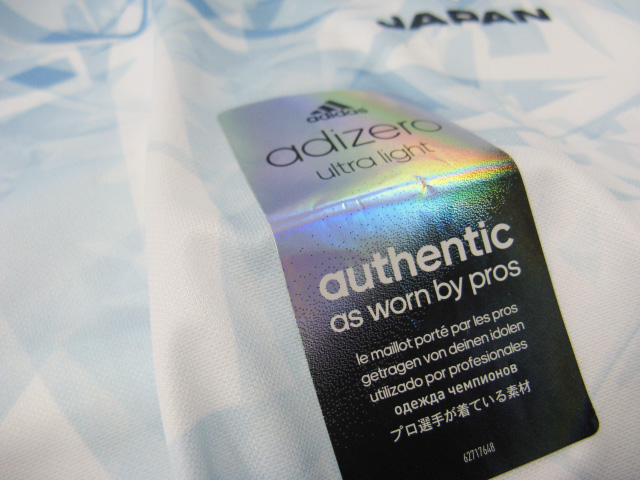 JAPAN
adidas
adizero
ultra light
authentic
as worn by pros
le maillot porté par les pros
getragen von deinen idolen
utilizado por profesionales
одежда чемпионов
プロ選手が着ている素材
62717648